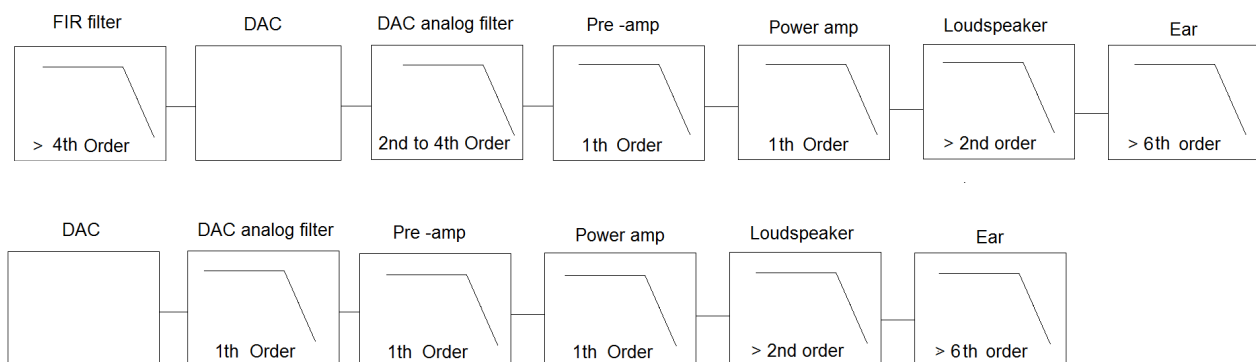 FIR filter
DAC
DAC analog filter
Pre -amp
Power amp
Loudspeaker
Ear
> 4th Order
2nd to 4th Order
1th Order
1th Order
> 2nd order
> 6th order
DAC
DAC analog filter
Pre -amp
Power amp
Loudspeaker
Ear
1th Order
1th Order
1th Order
> 2nd order
> 6th order